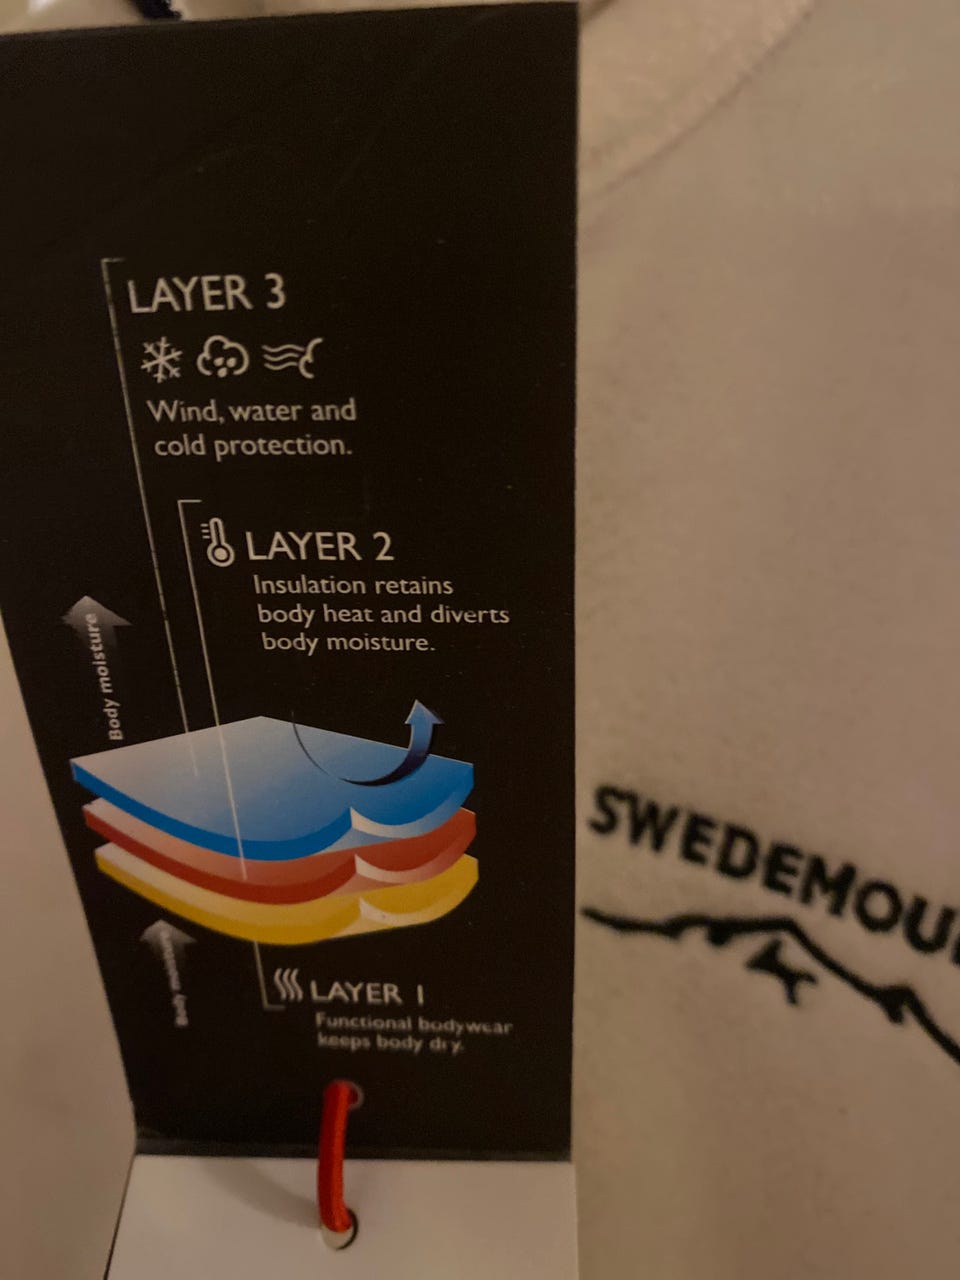 LAYER 3
Wind, water and
cold protection.
LAYER 2
Insulation retains
body heat and diverts
body moisture.
Body moisture
SWEDEMOU
Body moisture
LAYER 1
Functional bodywear
keeps body dry.